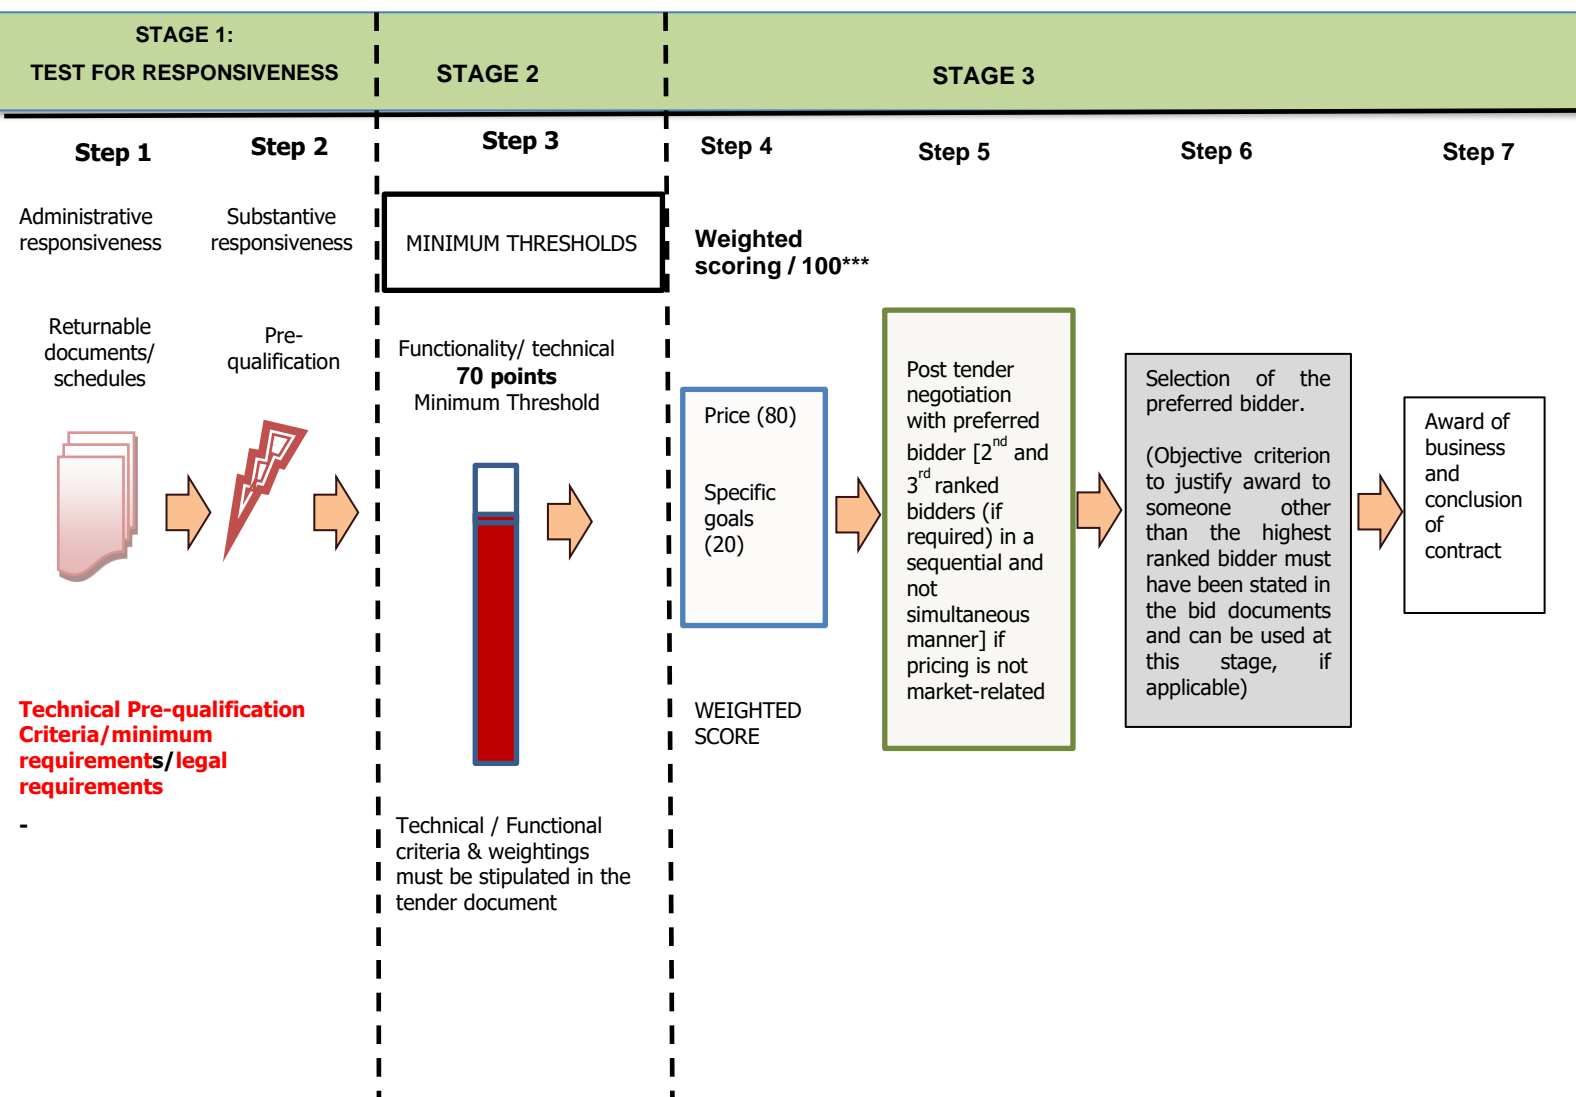 STAGE 1:
TEST FOR RESPONSIVENESS
STAGE 2
STAGE 3
Step 1
Step 2
Step 3
Step 4
Step 5
Step 6
Step 7
Administrative
responsiveness
Substantive
responsiveness
MINIMUM THRESHOLDS
Weighted
scoring / 100***
Returnable
documents/
schedules
Pre-
qualification
Functionality/ technical
70 points
Minimum Threshold
Price (80)
Specific
goals
(20)
Post tender
negotiation
with preferred
bidder [2nd and
3rd ranked
bidders (if
required) in a
sequential and
not
simultaneous
manner] if
pricing is not
market-related
Selection of the
preferred bidder.
(Objective criterion
to justify award to
someone other
than the highest
ranked bidder must
have been stated in
the bid documents
and can be used at
this stage, if
applicable)
Award of
business
and
conclusion
of
contract
Technical Pre-qualification
Criteria/minimum
requirements/legal
requirements
-
WEIGHTED
SCORE
Technical / Functional
criteria & weightings
must be stipulated in the
tender document